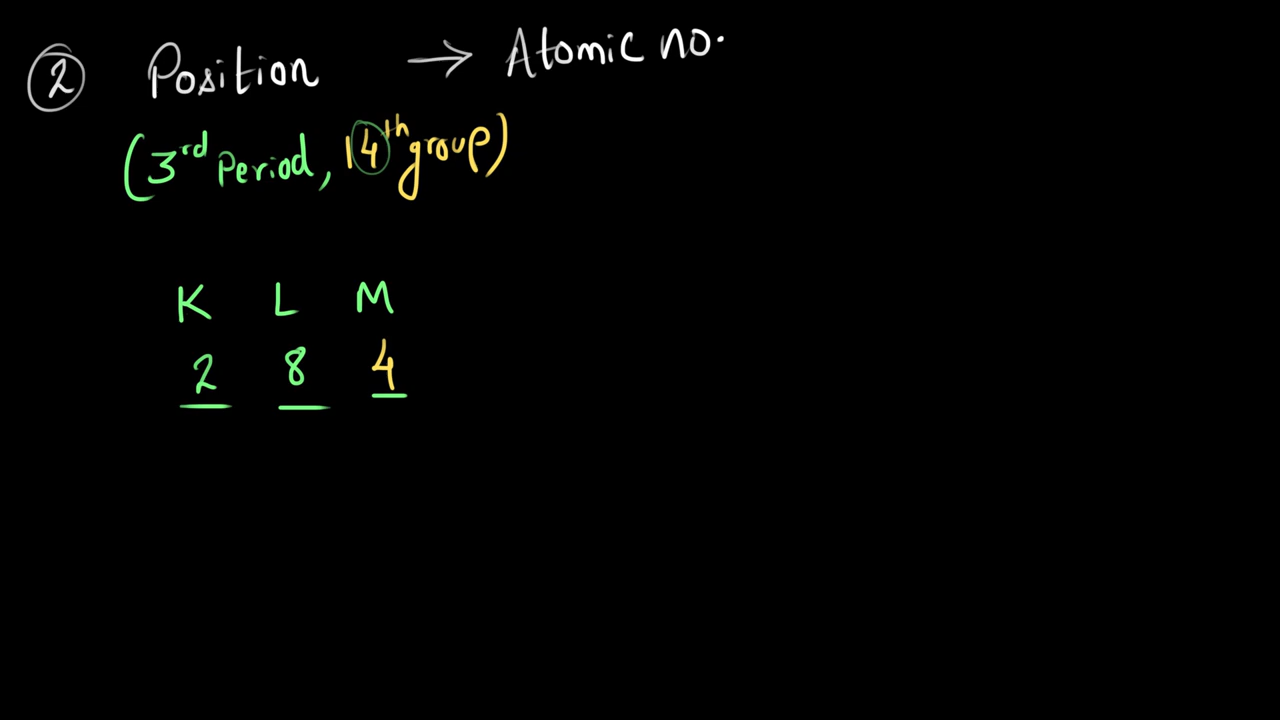 ② Position → Atomic no.
(3rd Period, 14th group)
K L M
2 8 4